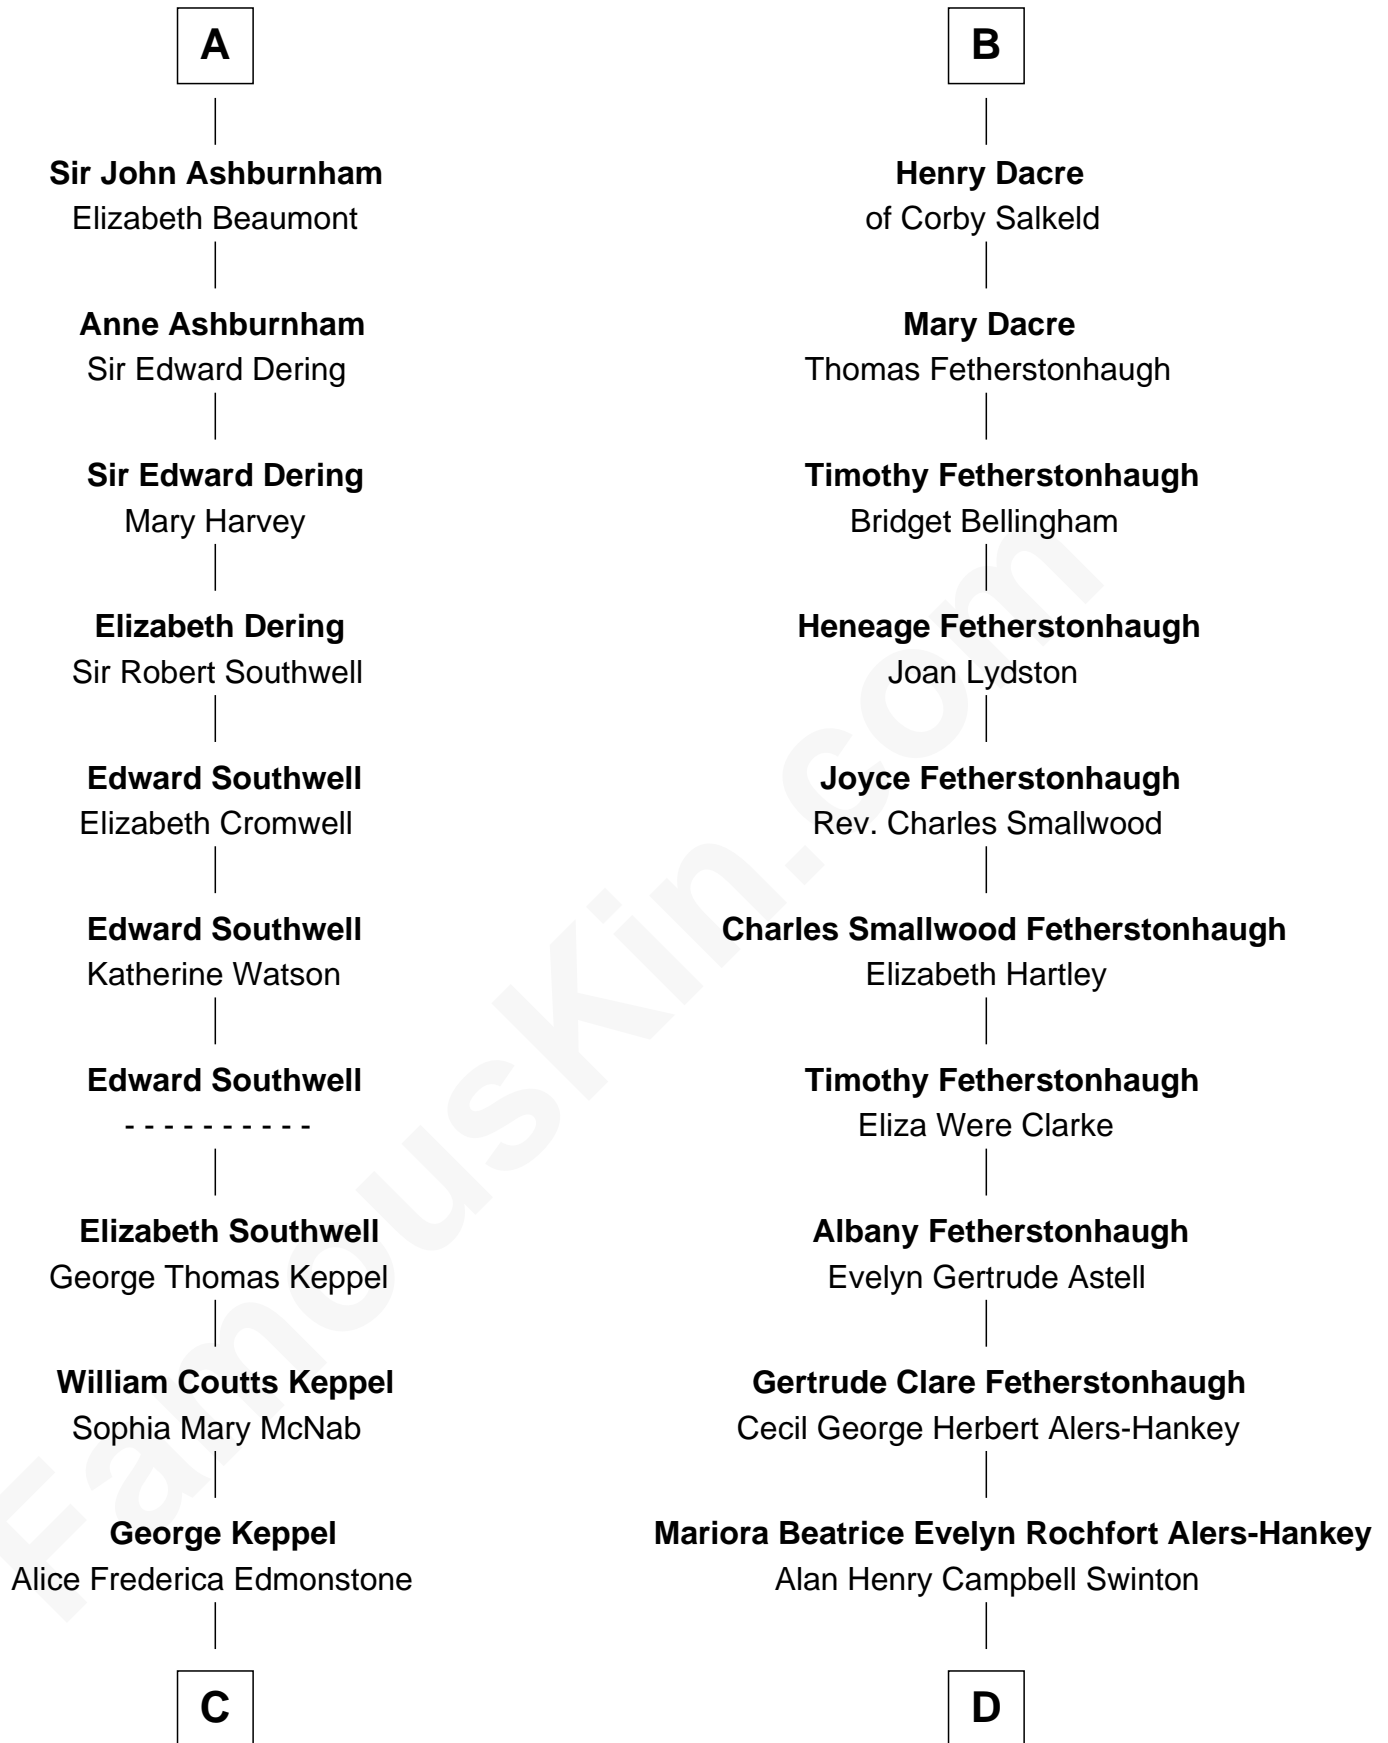 A
Sir John Ashburnham
Elizabeth Beaumont
Anne Ashburnham
Sir Edward Dering
Sir Edward Dering
Mary Harvey
Elizabeth Dering
Sir Robert Southwell
Edward Southwell
Elizabeth Cromwell
Edward Southwell
Katherine Watson
Edward Southwell
- - - - - - - - - -
Elizabeth Southwell
George Thomas Keppel
William Coutts Keppel
Sophia Mary McNab
George Keppel
Alice Frederica Edmonstone
C
B
Henry Dacre
of Corby Salkeld
Mary Dacre
Thomas Fetherstonhaugh
Timothy Fetherstonhaugh
Bridget Bellingham
Heneage Fetherstonhaugh
Joan Lydston
Joyce Fetherstonhaugh
Rev. Charles Smallwood
Charles Smallwood Fetherstonhaugh
Elizabeth Hartley
Timothy Fetherstonhaugh
Eliza Were Clarke
Albany Fetherstonhaugh
Evelyn Gertrude Astell
Gertrude Clare Fetherstonhaugh
Cecil George Herbert Alers-Hankey
Mariora Beatrice Evelyn Rochfort Alers-Hankey
Alan Henry Campbell Swinton
D
FamousKin.com